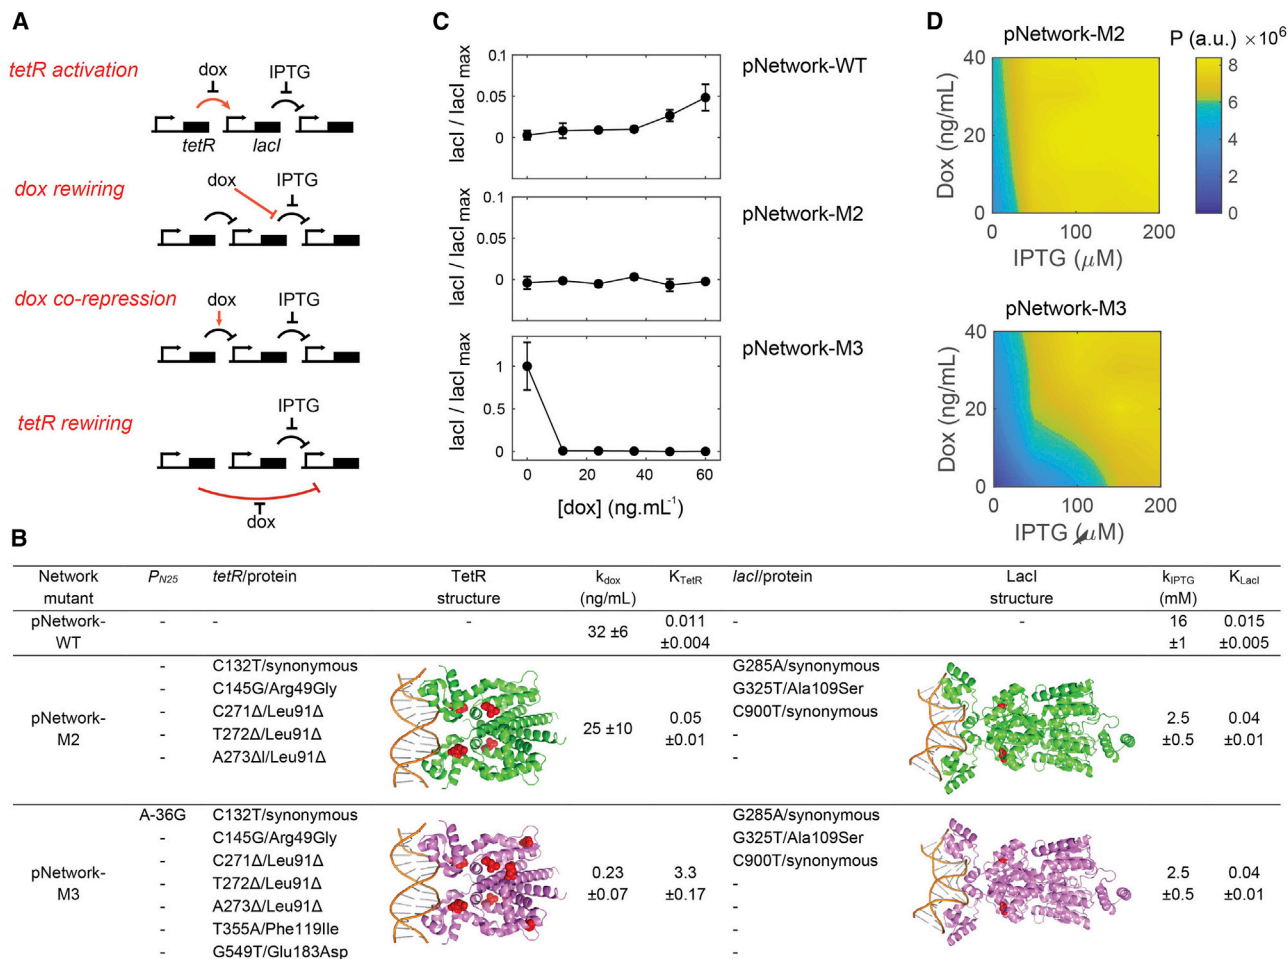 A
tetR activation
dox
IPTG
tetR
lacI
dox rewiring
dox
IPTG
dox co-repression
dox
IPTG
tetR rewiring
IPTG
dox
C
0.1
0.05
0
lacI / lacI max
pNetwork-WT
0.1
0.05
0
lacI / lacI max
pNetwork-M2
1
0.5
0
lacI / lacI max
pNetwork-M3
0 20 40 60
[dox] (ng.mL-1)
D
pNetwork-M2
P (a.u.) ×10⁶
40
20
0
Dox (ng/mL)
0 100 200
IPTG (μM)
8
6
4
2
0
pNetwork-M3
40
20
0
Dox (ng/mL)
0 100 200
IPTG (μM)
B
Network mutant
PN25
tetR/protein
TetR structure
kdox (ng/mL)
KTetR
lacI/protein
LacI structure
kIPTG (mM)
KLacI
pNetwork-WT
-
-
-
32 ±6
0.011 ±0.004
-
-
16 ±1
0.015 ±0.005
pNetwork-M2
- C132T/synonymous
- C145G/Arg49Gly
- C271Δ/Leu91Δ
- T272Δ/Leu91Δ
- A273Δl/Leu91Δ
25 ±10
0.05 ±0.01
G285A/synonymous
G325T/Ala109Ser
C900T/synonymous
-
-
2.5 ±0.5
0.04 ±0.01
pNetwork-M3
A-36G C132T/synonymous
- C145G/Arg49Gly
- C271Δ/Leu91Δ
- T272Δ/Leu91Δ
- A273Δ/Leu91Δ
- T355A/Phe119Ile
- G549T/Glu183Asp
0.23 ±0.07
3.3 ±0.17
G285A/synonymous
G325T/Ala109Ser
C900T/synonymous
-
-
-
-
2.5 ±0.5
0.04 ±0.01